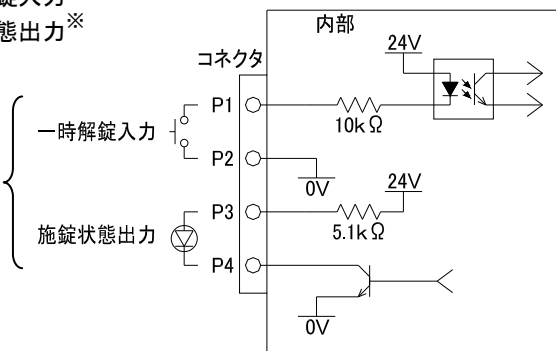 錠入力
態出力※
内部
コネクタ
24V
P1
10kΩ
一時解錠入力
P2
0V
24V
P3
5.1kΩ
施錠状態出力
P4
0V